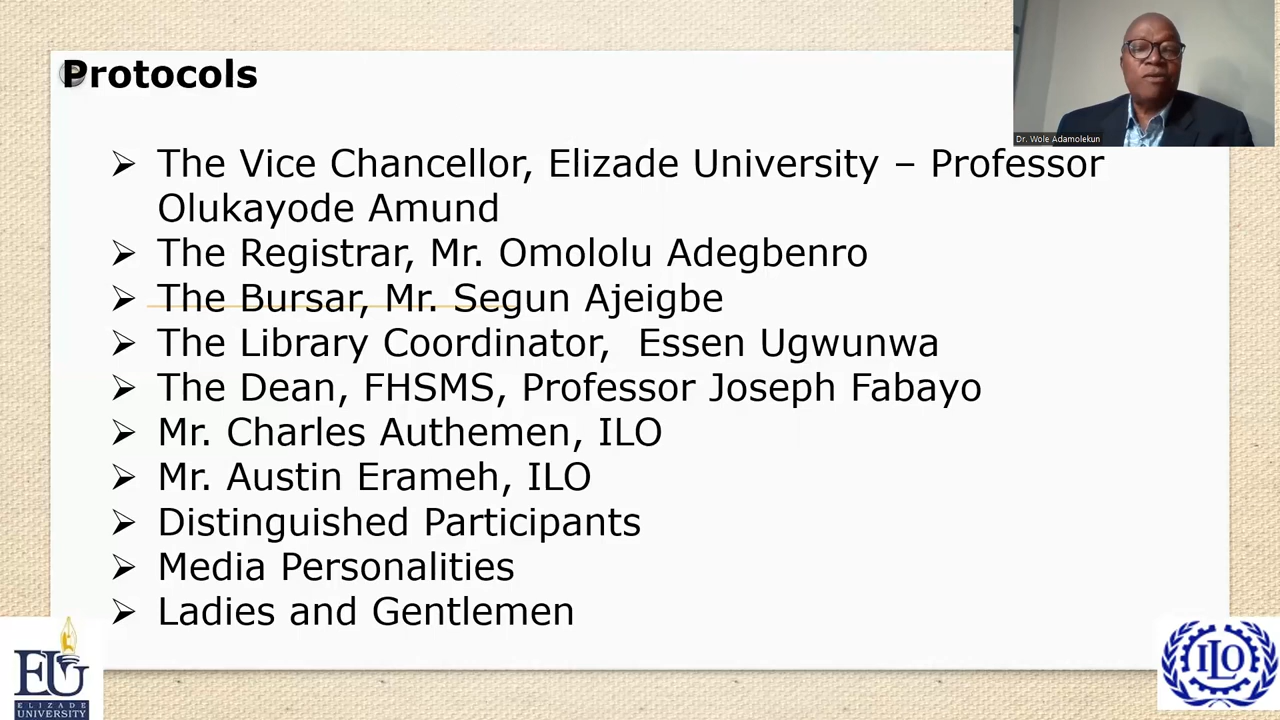 Protocols
Dr. Wole Adamolekun
➢ The Vice Chancellor, Elizade University – Professor
Olukayode Amund
➢ The Registrar, Mr. Omololu Adegbenro
➢ The Bursar, Mr. Segun Ajeigbe
➢ The Library Coordinator,  Essen Ugwunwa
➢ The Dean, FHSMS, Professor Joseph Fabayo
➢ Mr. Charles Authemen, ILO
➢ Mr. Austin Erameh, ILO
➢ Distinguished Participants
➢ Media Personalities
➢ Ladies and Gentlemen
EU
ELIZADE
UNIVERSITY
ILO